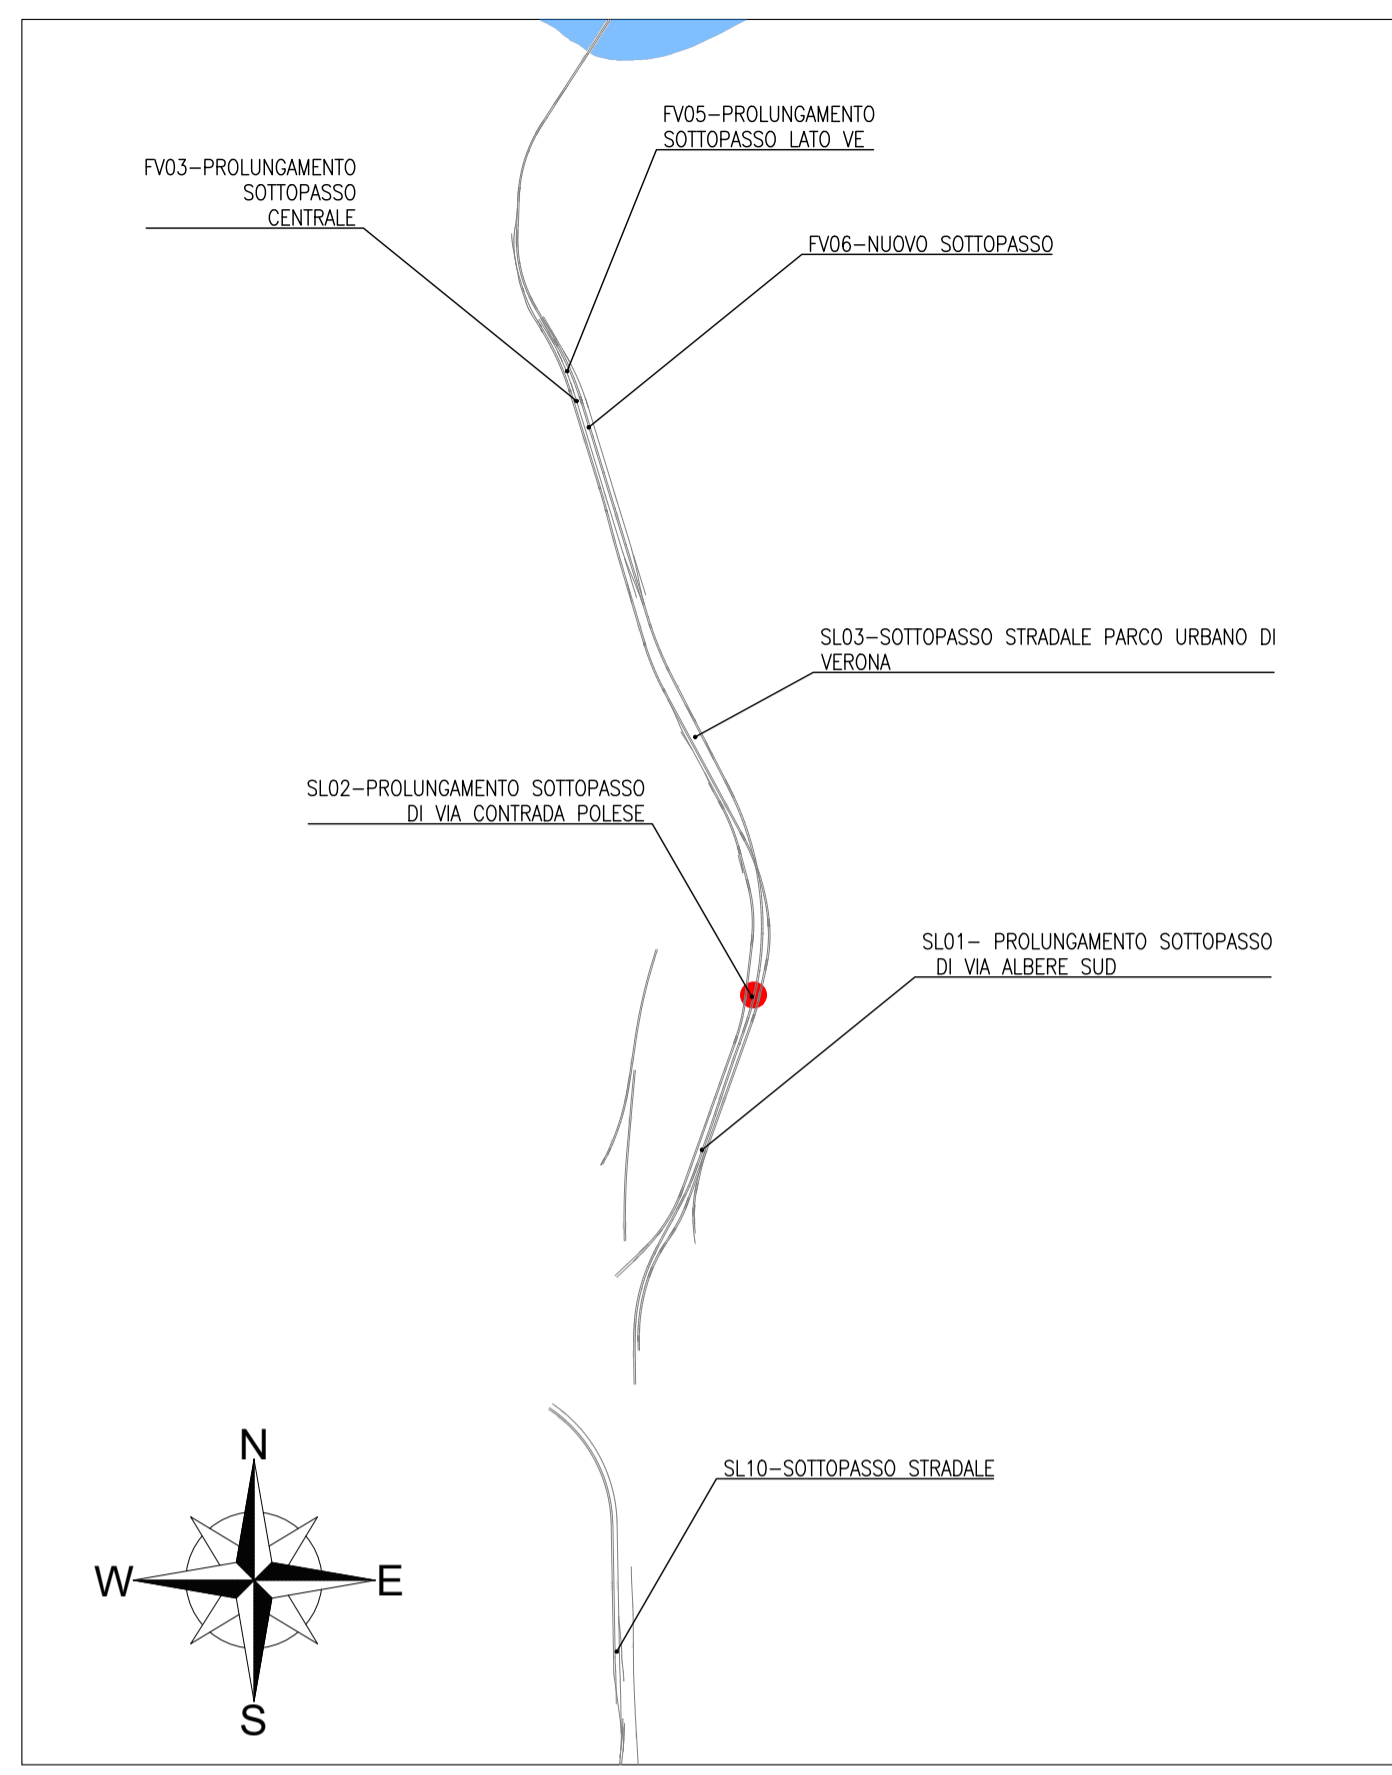 FV05-PROLUNGAMENTO
SOTTOPASSO LATO VE
FV03-PROLUNGAMENTO
SOTTOPASSO
CENTRALE
FV06-NUOVO SOTTOPASSO
SL03-SOTTOPASSO STRADALE PARCO URBANO DI
VERONA
SL02-PROLUNGAMENTO SOTTOPASSO
DI VIA CONTRADA POLESE
SL01- PROLUNGAMENTO SOTTOPASSO
DI VIA ALBERE SUD
SL10-SOTTOPASSO STRADALE
N
W
E
S